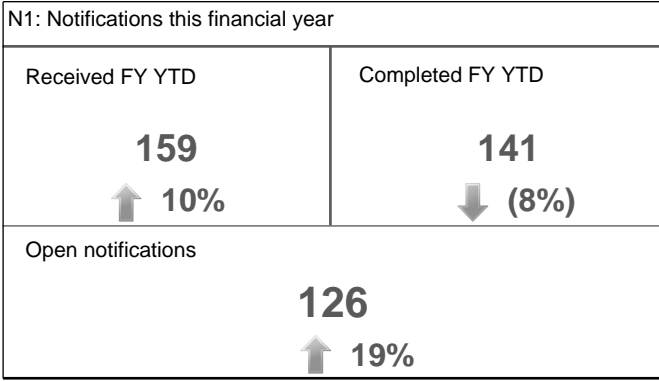 N1: Notifications this financial year
Received FY YTD
159
10%
Completed FY YTD
141
(8%)
Open notifications
126
19%